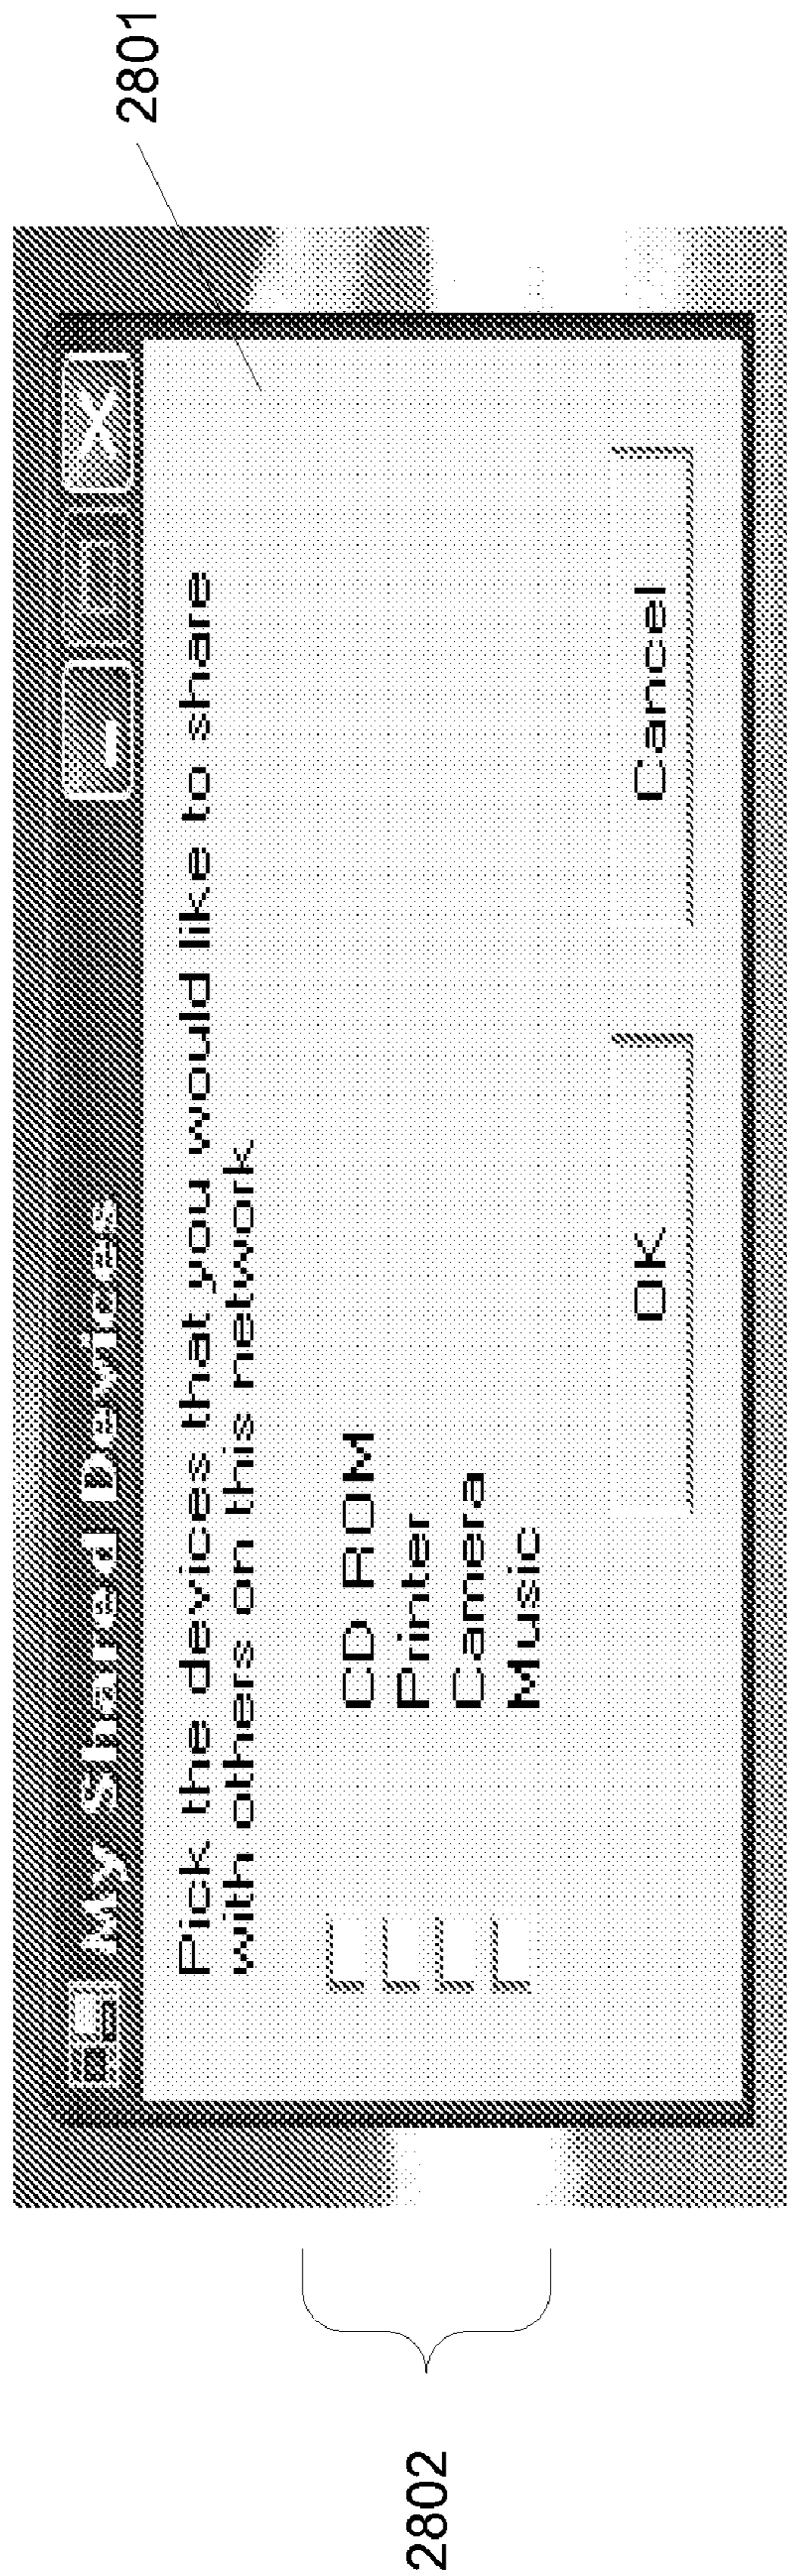 2801
My Shared Devices
Pick the devices that you would like to share
with others on this network
CD ROM
Printer
Camera
Music
OK
Cancel
2802